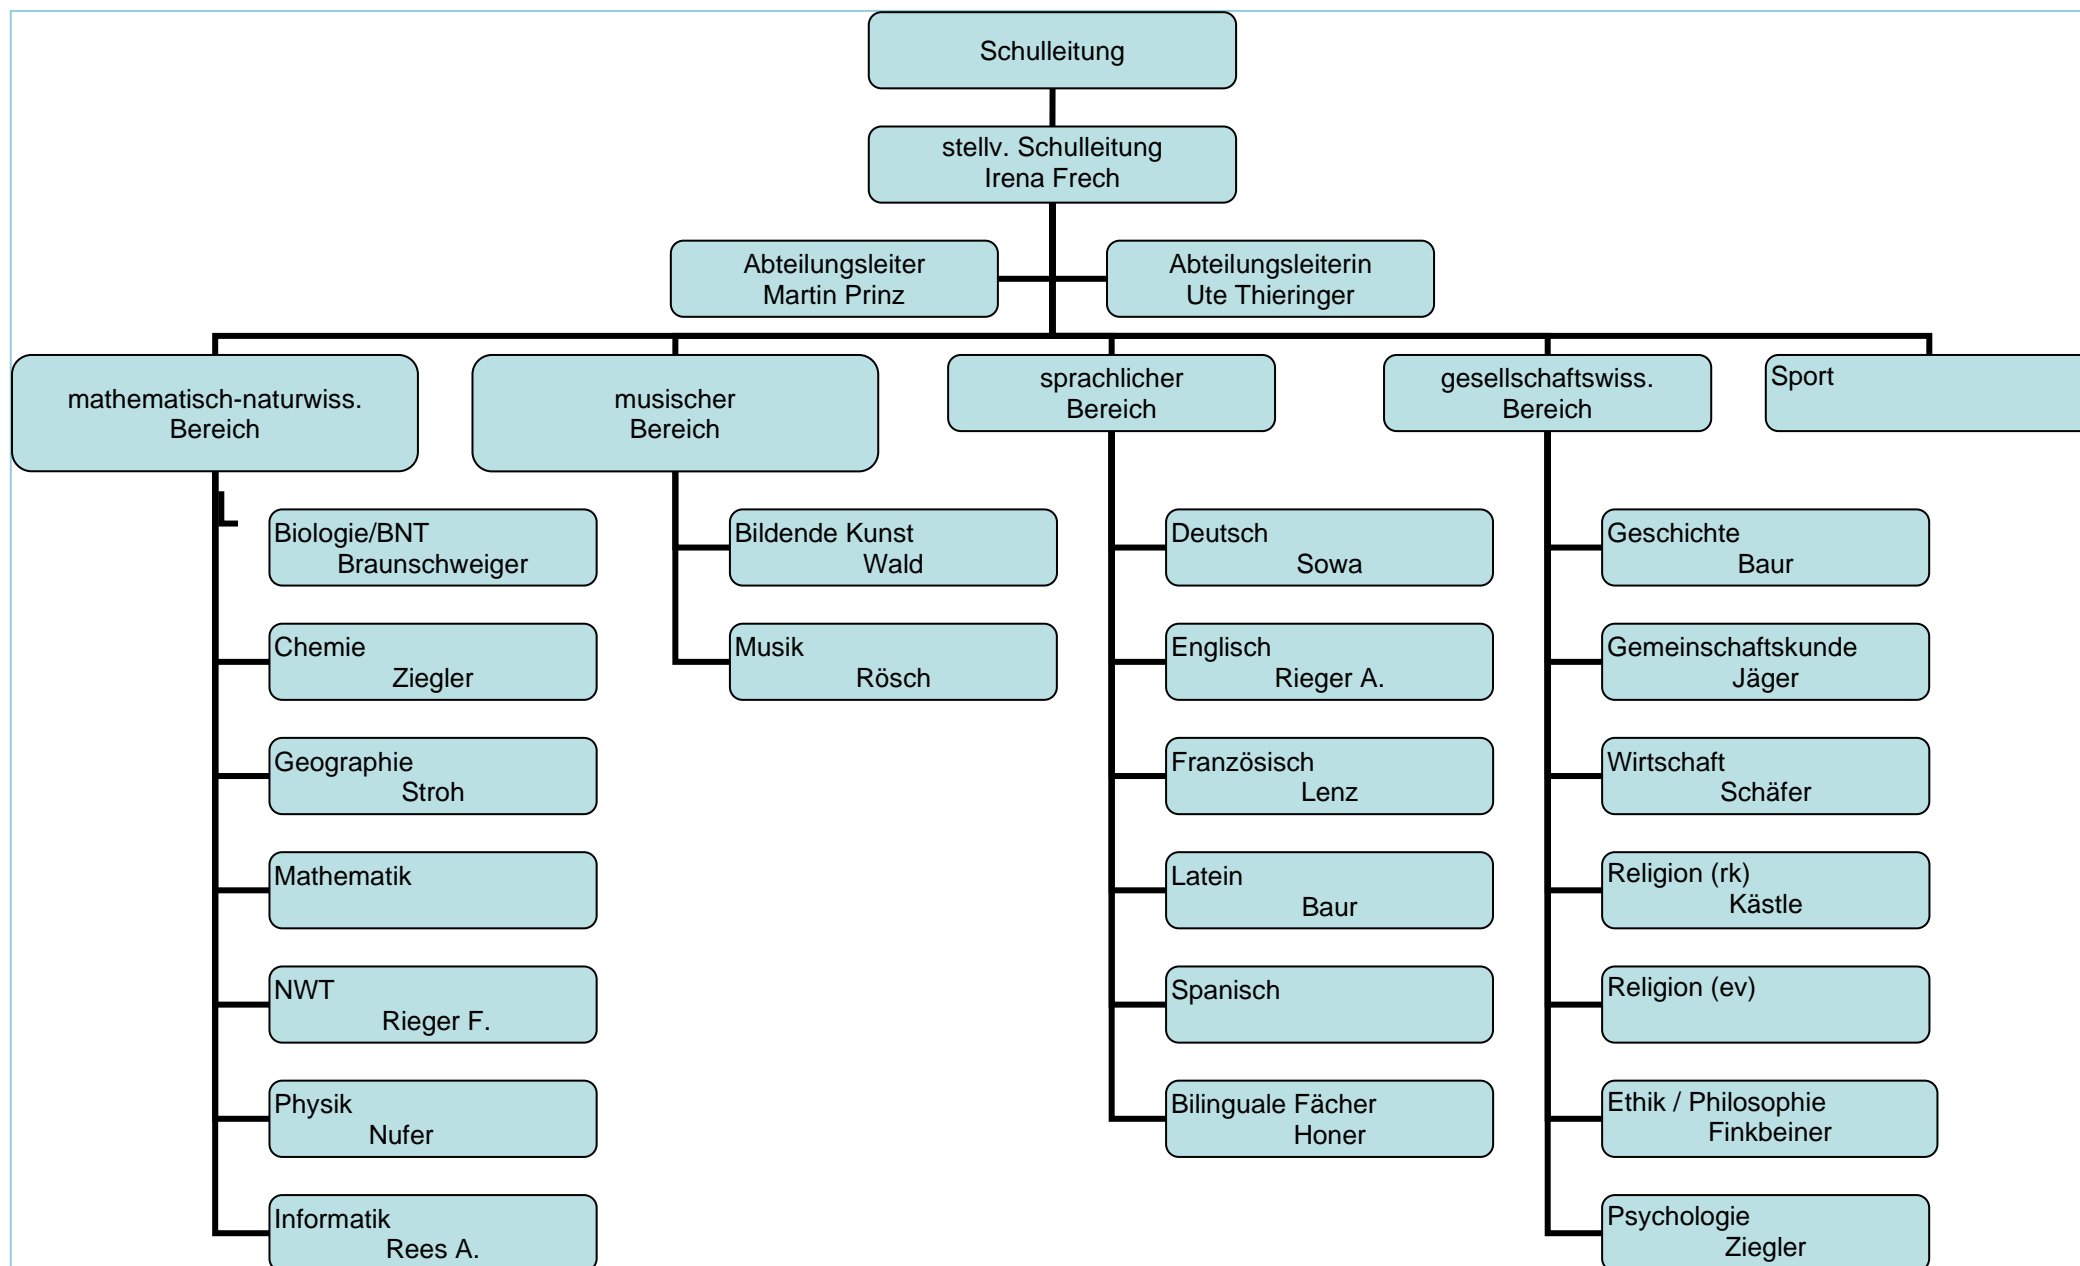 Schulleitung
stellv. Schulleitung
Irena Frech
Abteilungsleiter
Martin Prinz
Abteilungsleiterin
Ute Thieringer
mathematisch-naturwiss.
Bereich
musischer
Bereich
sprachlicher
Bereich
gesellschaftswiss.
Bereich
Sport
Biologie/BNT
Braunschweiger
Chemie
Ziegler
Geographie
Stroh
Mathematik
NWT
Rieger F.
Physik
Nufer
Informatik
Rees A.
Bildende Kunst
Wald
Musik
Rösch
Deutsch
Sowa
Englisch
Rieger A.
Französisch
Lenz
Latein
Baur
Spanisch
Bilinguale Fächer
Honer
Geschichte
Baur
Gemeinschaftskunde
Jäger
Wirtschaft
Schäfer
Religion (rk)
Kästle
Religion (ev)
Ethik / Philosophie
Finkbeiner
Psychologie
Ziegler